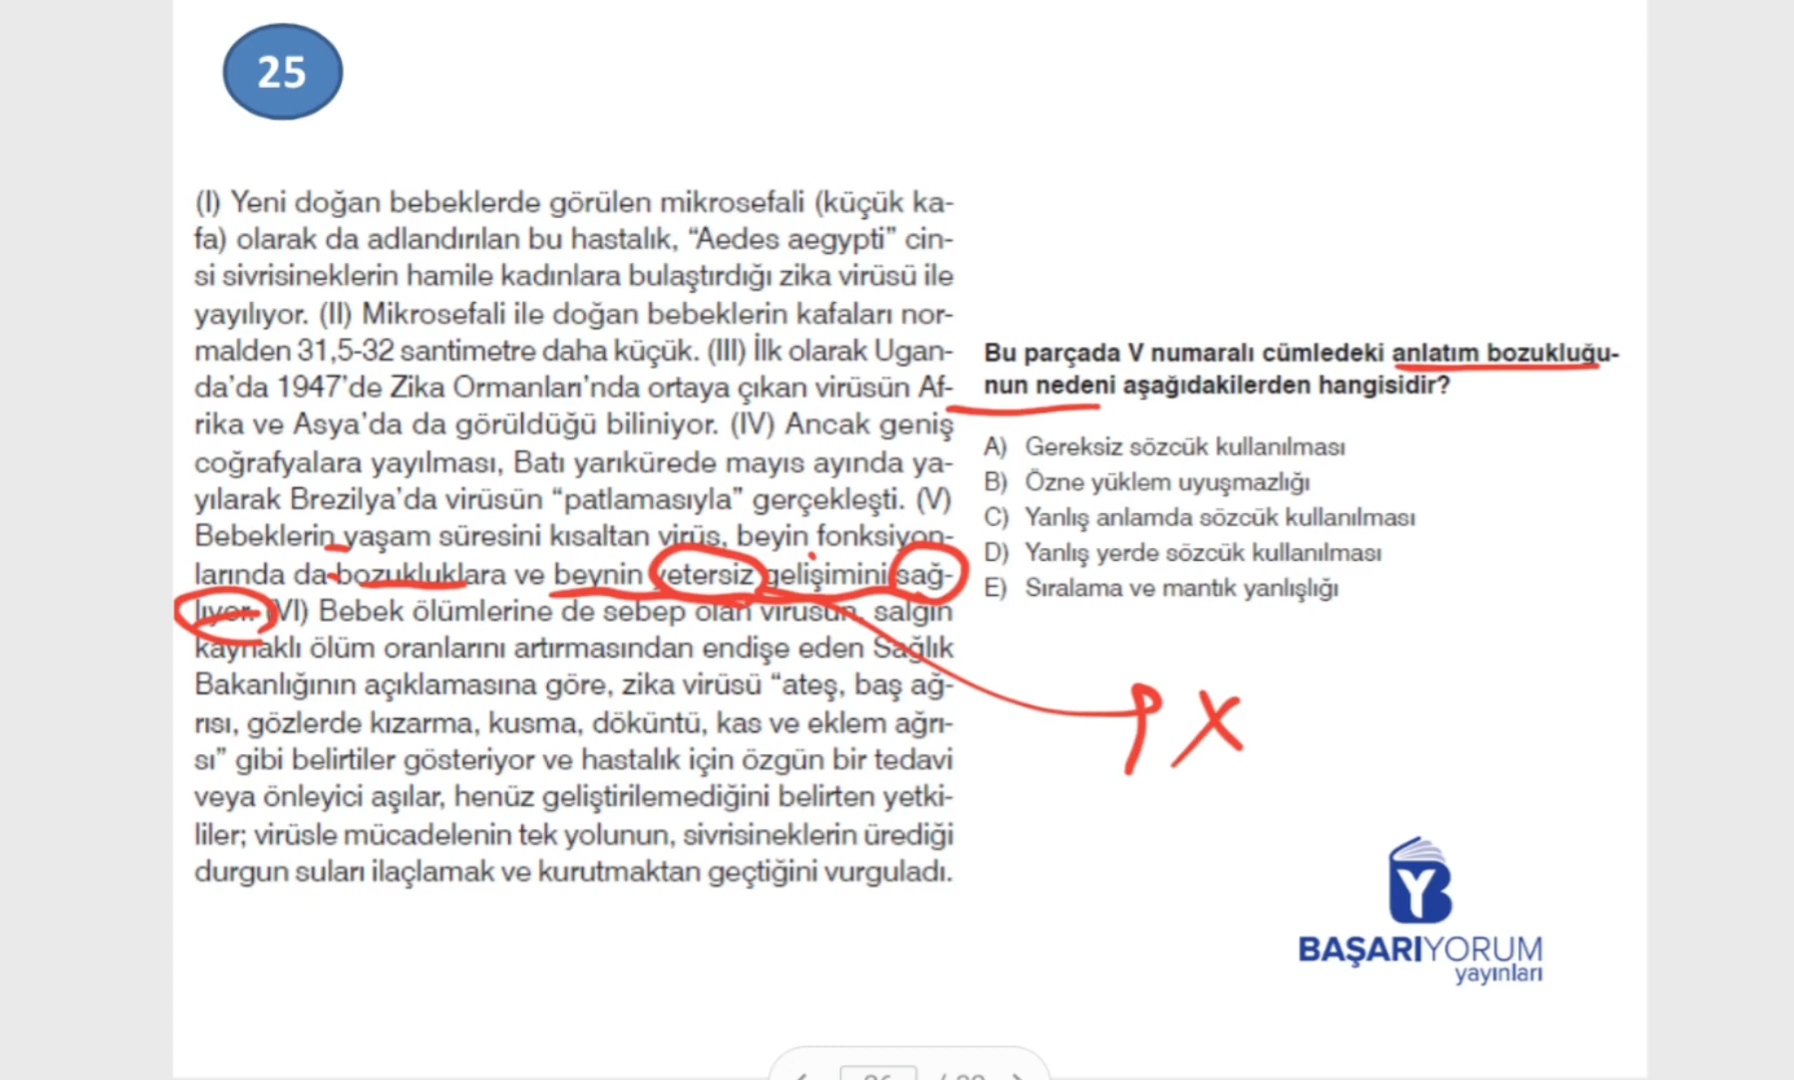 25
(I) Yeni doğan bebeklerde görülen mikrosefali (küçük ka-
fa) olarak da adlandırılan bu hastalık, “Aedes aegypti” cin-
si sivrisineklerin hamile kadınlara bulaştırdığı zika virüsü ile
yayılıyor. (II) Mikrosefali ile doğan bebeklerin kafaları nor-
malden 31,5-32 santimetre daha küçük. (III) İlk olarak Ugan-
da’da 1947’de Zika Ormanları’nda ortaya çıkan virüsün Af-
rika ve Asya’da da görüldüğü biliniyor. (IV) Ancak geniş
coğrafyalara yayılması, Batı yarıkürede mayıs ayında ya-
yılarak Brezilya’da virüsün “patlamasıyla” gerçekleşti. (V)
Bebeklerin yaşam süresini kısaltan virüs, beyin fonksiyon-
larında da bozukluklara ve beynin yetersiz gelişimini sağ-
lıyor. (VI) Bebek ölümlerine de sebep olan virüsün, salgın
kaynaklı ölüm oranlarını artırmasından endişe eden Sağlık
Bakanlığının açıklamasına göre, zika virüsü “ateş, baş ağ-
rısı, gözlerde kızarma, kusma, döküntü, kas ve eklem ağrı-
sı” gibi belirtiler gösteriyor ve hastalık için özgün bir tedavi
veya önleyici aşılar, henüz geliştirilemediğini belirten yetki-
liler; virüsle mücadelenin tek yolunun, sivrisineklerin ürediği
durgun suları ilaçlamak ve kurutmaktan geçtiğini vurguladı.
Bu parçada V numaralı cümledeki anlatım bozukluğu-
nun nedeni aşağıdakilerden hangisidir?
A) Gereksiz sözcük kullanılması
B) Özne yüklem uyuşmazlığı
C) Yanlış anlamda sözcük kullanılması
D) Yanlış yerde sözcük kullanılması
E) Sıralama ve mantık yanlışlığı
X
BAŞARIYORUM
yayınları